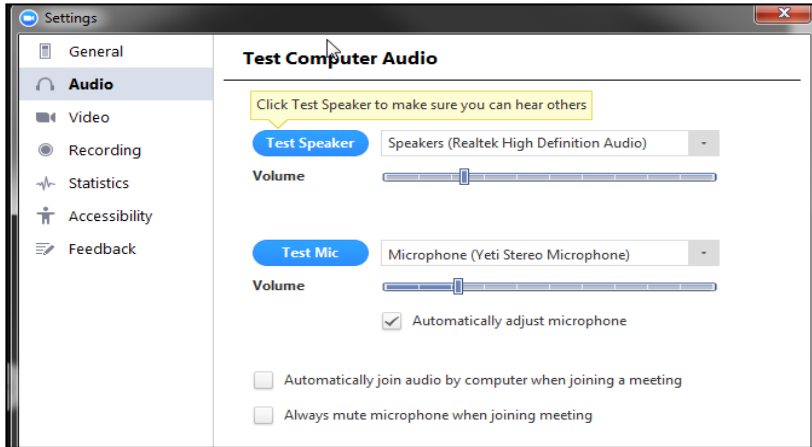 Settings
General
Audio
Video
Recording
Statistics
Accessibility
Feedback
Test Computer Audio
Click Test Speaker to make sure you can hear others
Test Speaker
Speakers (Realtek High Definition Audio)
Volume
Test Mic
Microphone (Yeti Stereo Microphone)
Volume
Automatically adjust microphone
Automatically join audio by computer when joining a meeting
Always mute microphone when joining meeting